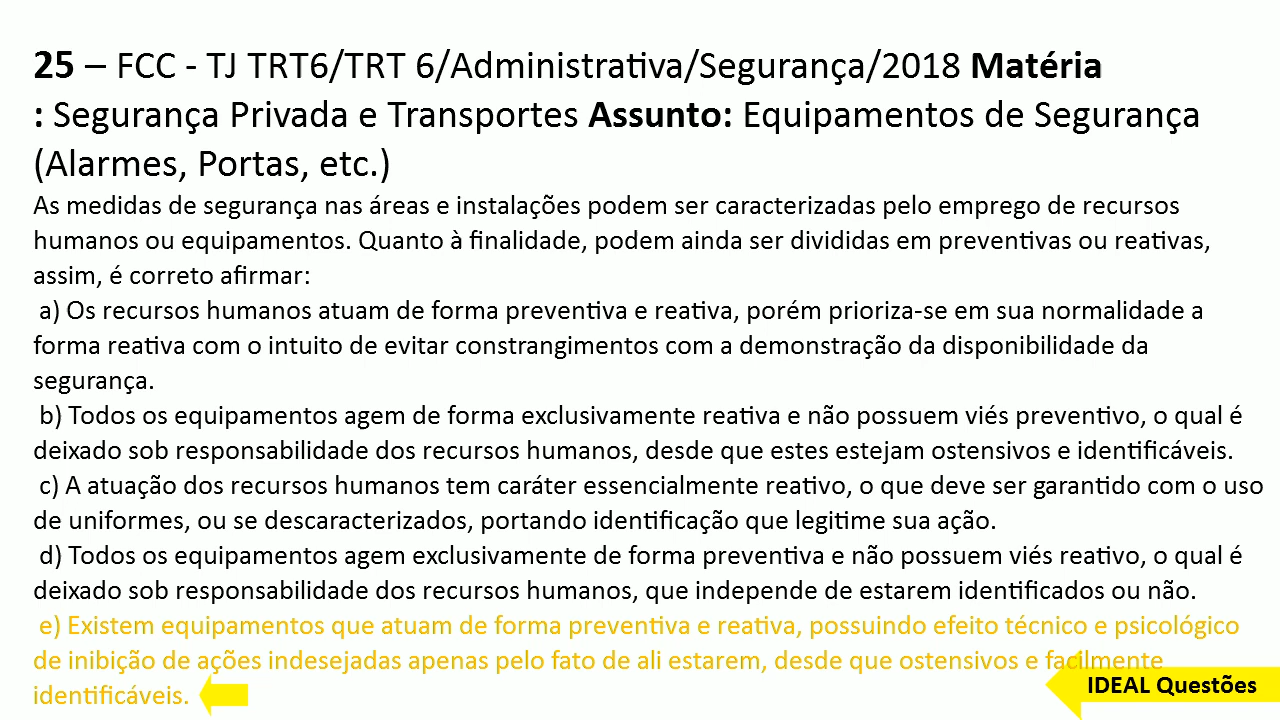 25 – FCC - TJ TRT6/TRT 6/Administrativa/Segurança/2018 Matéria
: Segurança Privada e Transportes Assunto: Equipamentos de Segurança
(Alarmes, Portas, etc.)
As medidas de segurança nas áreas e instalações podem ser caracterizadas pelo emprego de recursos
humanos ou equipamentos. Quanto à finalidade, podem ainda ser divididas em preventivas ou reativas,
assim, é correto afirmar:
a) Os recursos humanos atuam de forma preventiva e reativa, porém prioriza-se em sua normalidade a
forma reativa com o intuito de evitar constrangimentos com a demonstração da disponibilidade da
segurança.
b) Todos os equipamentos agem de forma exclusivamente reativa e não possuem viés preventivo, o qual é
deixado sob responsabilidade dos recursos humanos, desde que estes estejam ostensivos e identificáveis.
c) A atuação dos recursos humanos tem caráter essencialmente reativo, o que deve ser garantido com o uso
de uniformes, ou se descaracterizados, portando identificação que legitime sua ação.
d) Todos os equipamentos agem exclusivamente de forma preventiva e não possuem viés reativo, o qual é
deixado sob responsabilidade dos recursos humanos, que independe de estarem identificados ou não.
e) Existem equipamentos que atuam de forma preventiva e reativa, possuindo efeito técnico e psicológico
de inibição de ações indesejadas apenas pelo fato de ali estarem, desde que ostensivos e facilmente
identificáveis.
IDEAL Questões